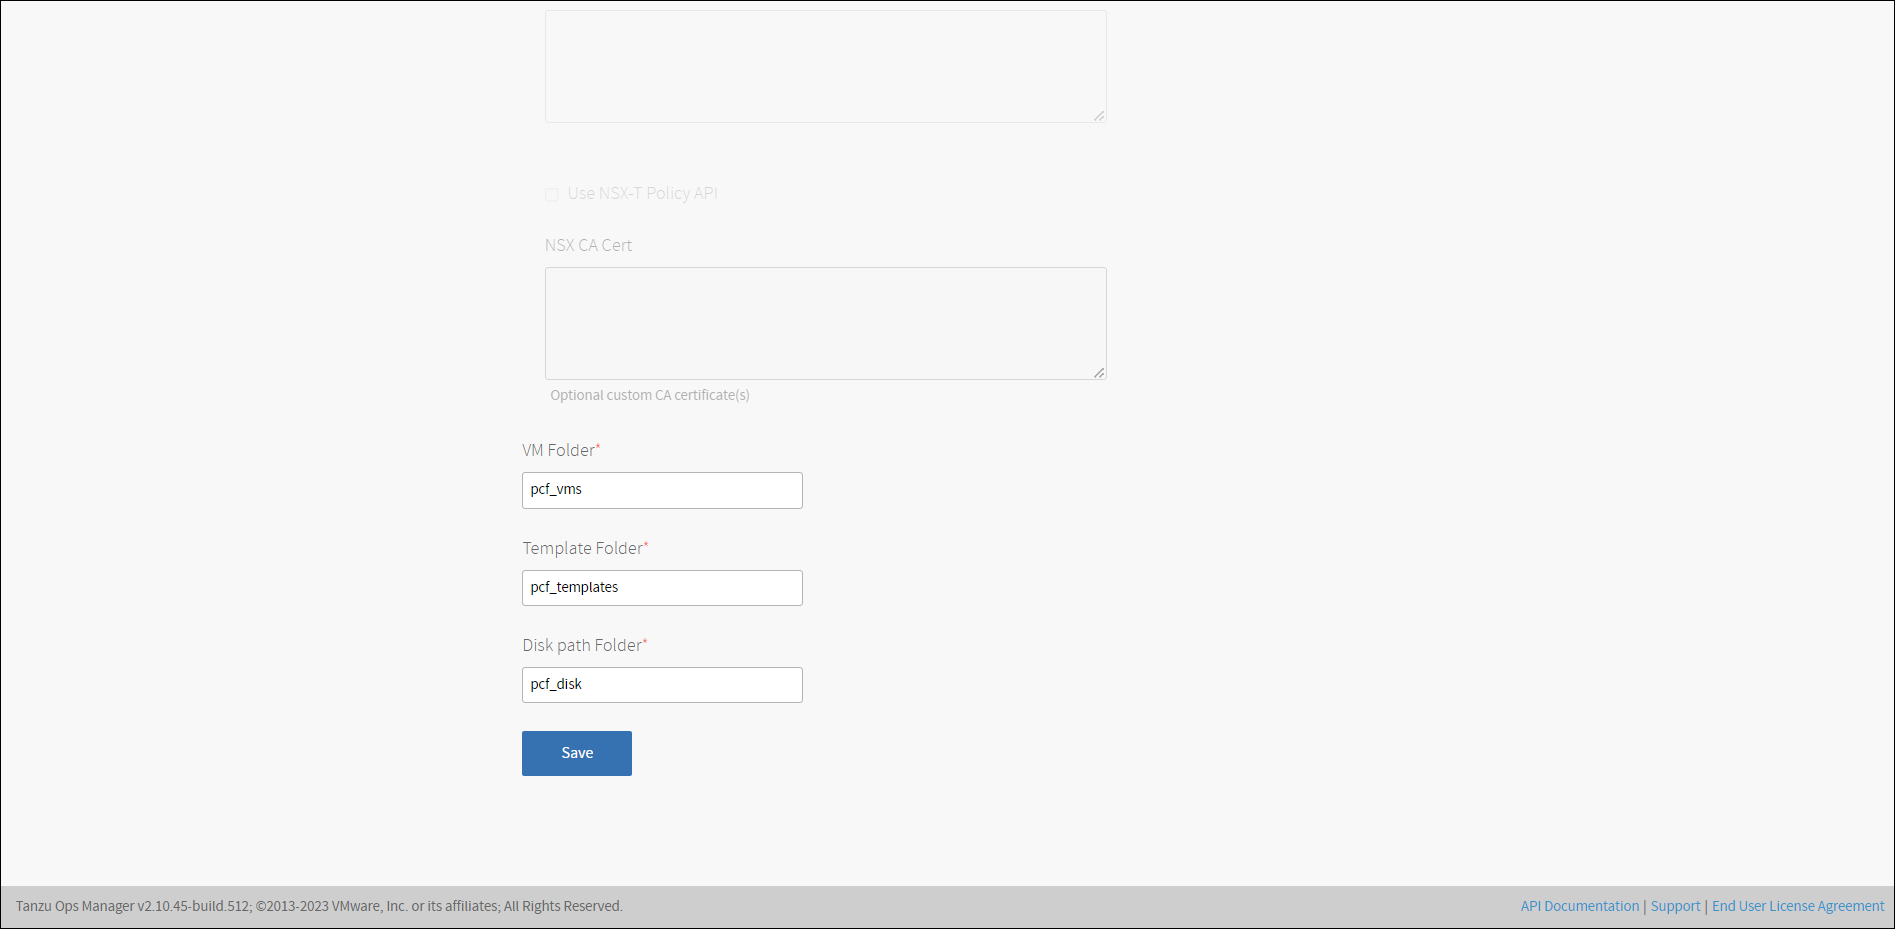 Use NSX-T Policy API
NSX CA Cert
Optional custom CA certificate(s)
VM Folder*
pcf_vms
Template Folder*
pcf_templates
Disk path Folder*
pcf_disk
Save
Tanzu Ops Manager v2.10.45-build.512; ©2013-2023 VMware, Inc. or its affiliates; All Rights Reserved.
API Documentation | Support | End User License Agreement